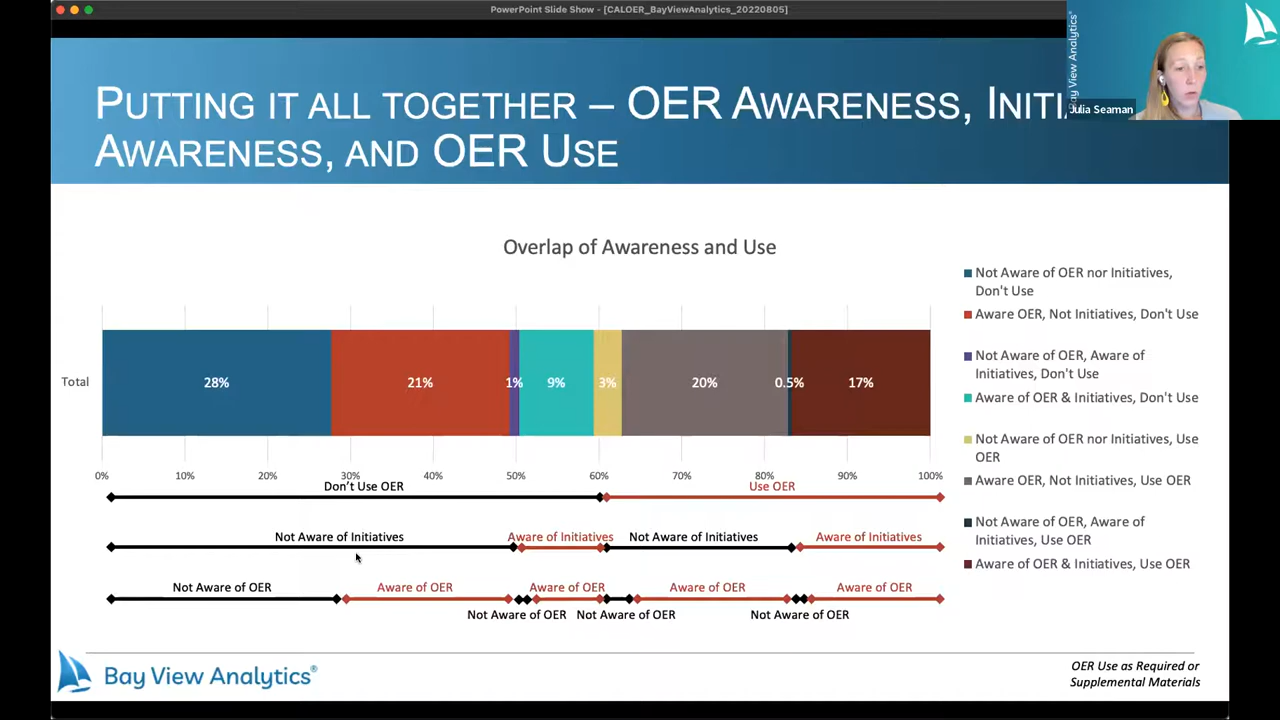 PowerPoint Slide Show - [CALOER_BayViewAnalytics_20220805]
Bay View Analytics®
Julia Seaman
PUTTING IT ALL TOGETHER – OER AWARENESS, INITI
AWARENESS, AND OER USE
Overlap of Awareness and Use
Total
28%
21%
1%
9%
3%
20%
0.5%
17%
0%
10%
20%
30%
40%
50%
60%
70%
80%
90%
100%
Not Aware of OER nor Initiatives,
Don't Use
Aware OER, Not Initiatives, Don't Use
Not Aware of OER, Aware of
Initiatives, Don't Use
Aware of OER & Initiatives, Don't Use
Not Aware of OER nor Initiatives, Use
OER
Aware OER, Not Initiatives, Use OER
Not Aware of OER, Aware of
Initiatives, Use OER
Aware of OER & Initiatives, Use OER
Don’t Use OER
Use OER
Not Aware of Initiatives
Aware of Initiatives
Not Aware of Initiatives
Aware of Initiatives
Not Aware of OER
Aware of OER
Aware of OER
Aware of OER
Aware of OER
Not Aware of OER
Not Aware of OER
Not Aware of OER
Bay View Analytics®
OER Use as Required or
Supplemental Materials